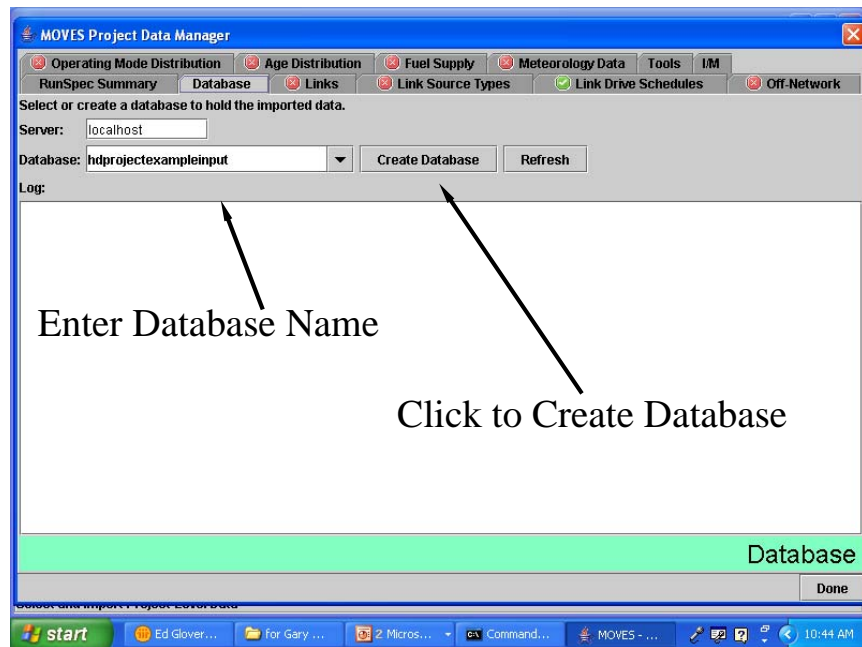 MOVES Project Data Manager
Operating Mode Distribution Age Distribution Fuel Supply Meteorology Data Tools I/M
RunSpec Summary Database Links Link Source Types Link Drive Schedules Off-Network
Select or create a database to hold the imported data.
Server: localhost
Database: hdprojectexampleinput Create Database Refresh
Log:
Enter Database Name
Click to Create Database
Database
Done
start Ed Glover... for Gary ... 2 Micros... Command... MOVES - ... 10:44 AM